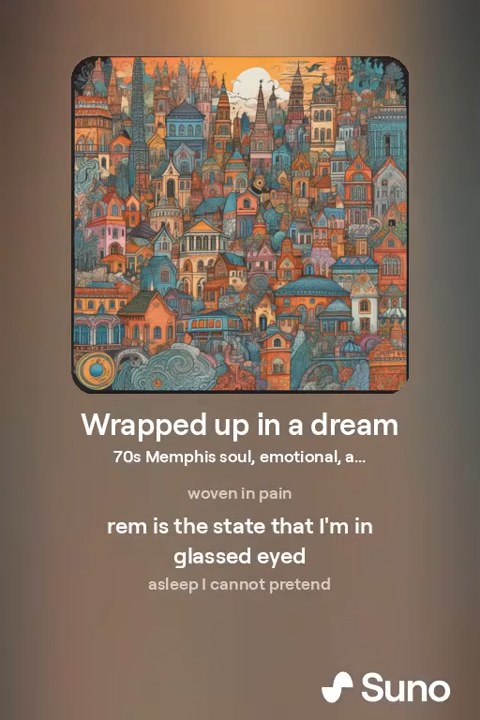 Wrapped up in a dream
70s Memphis soul, emotional, a...
woven in pain
rem is the state that I'm in
glassed eyed
asleep I cannot pretend
Suno